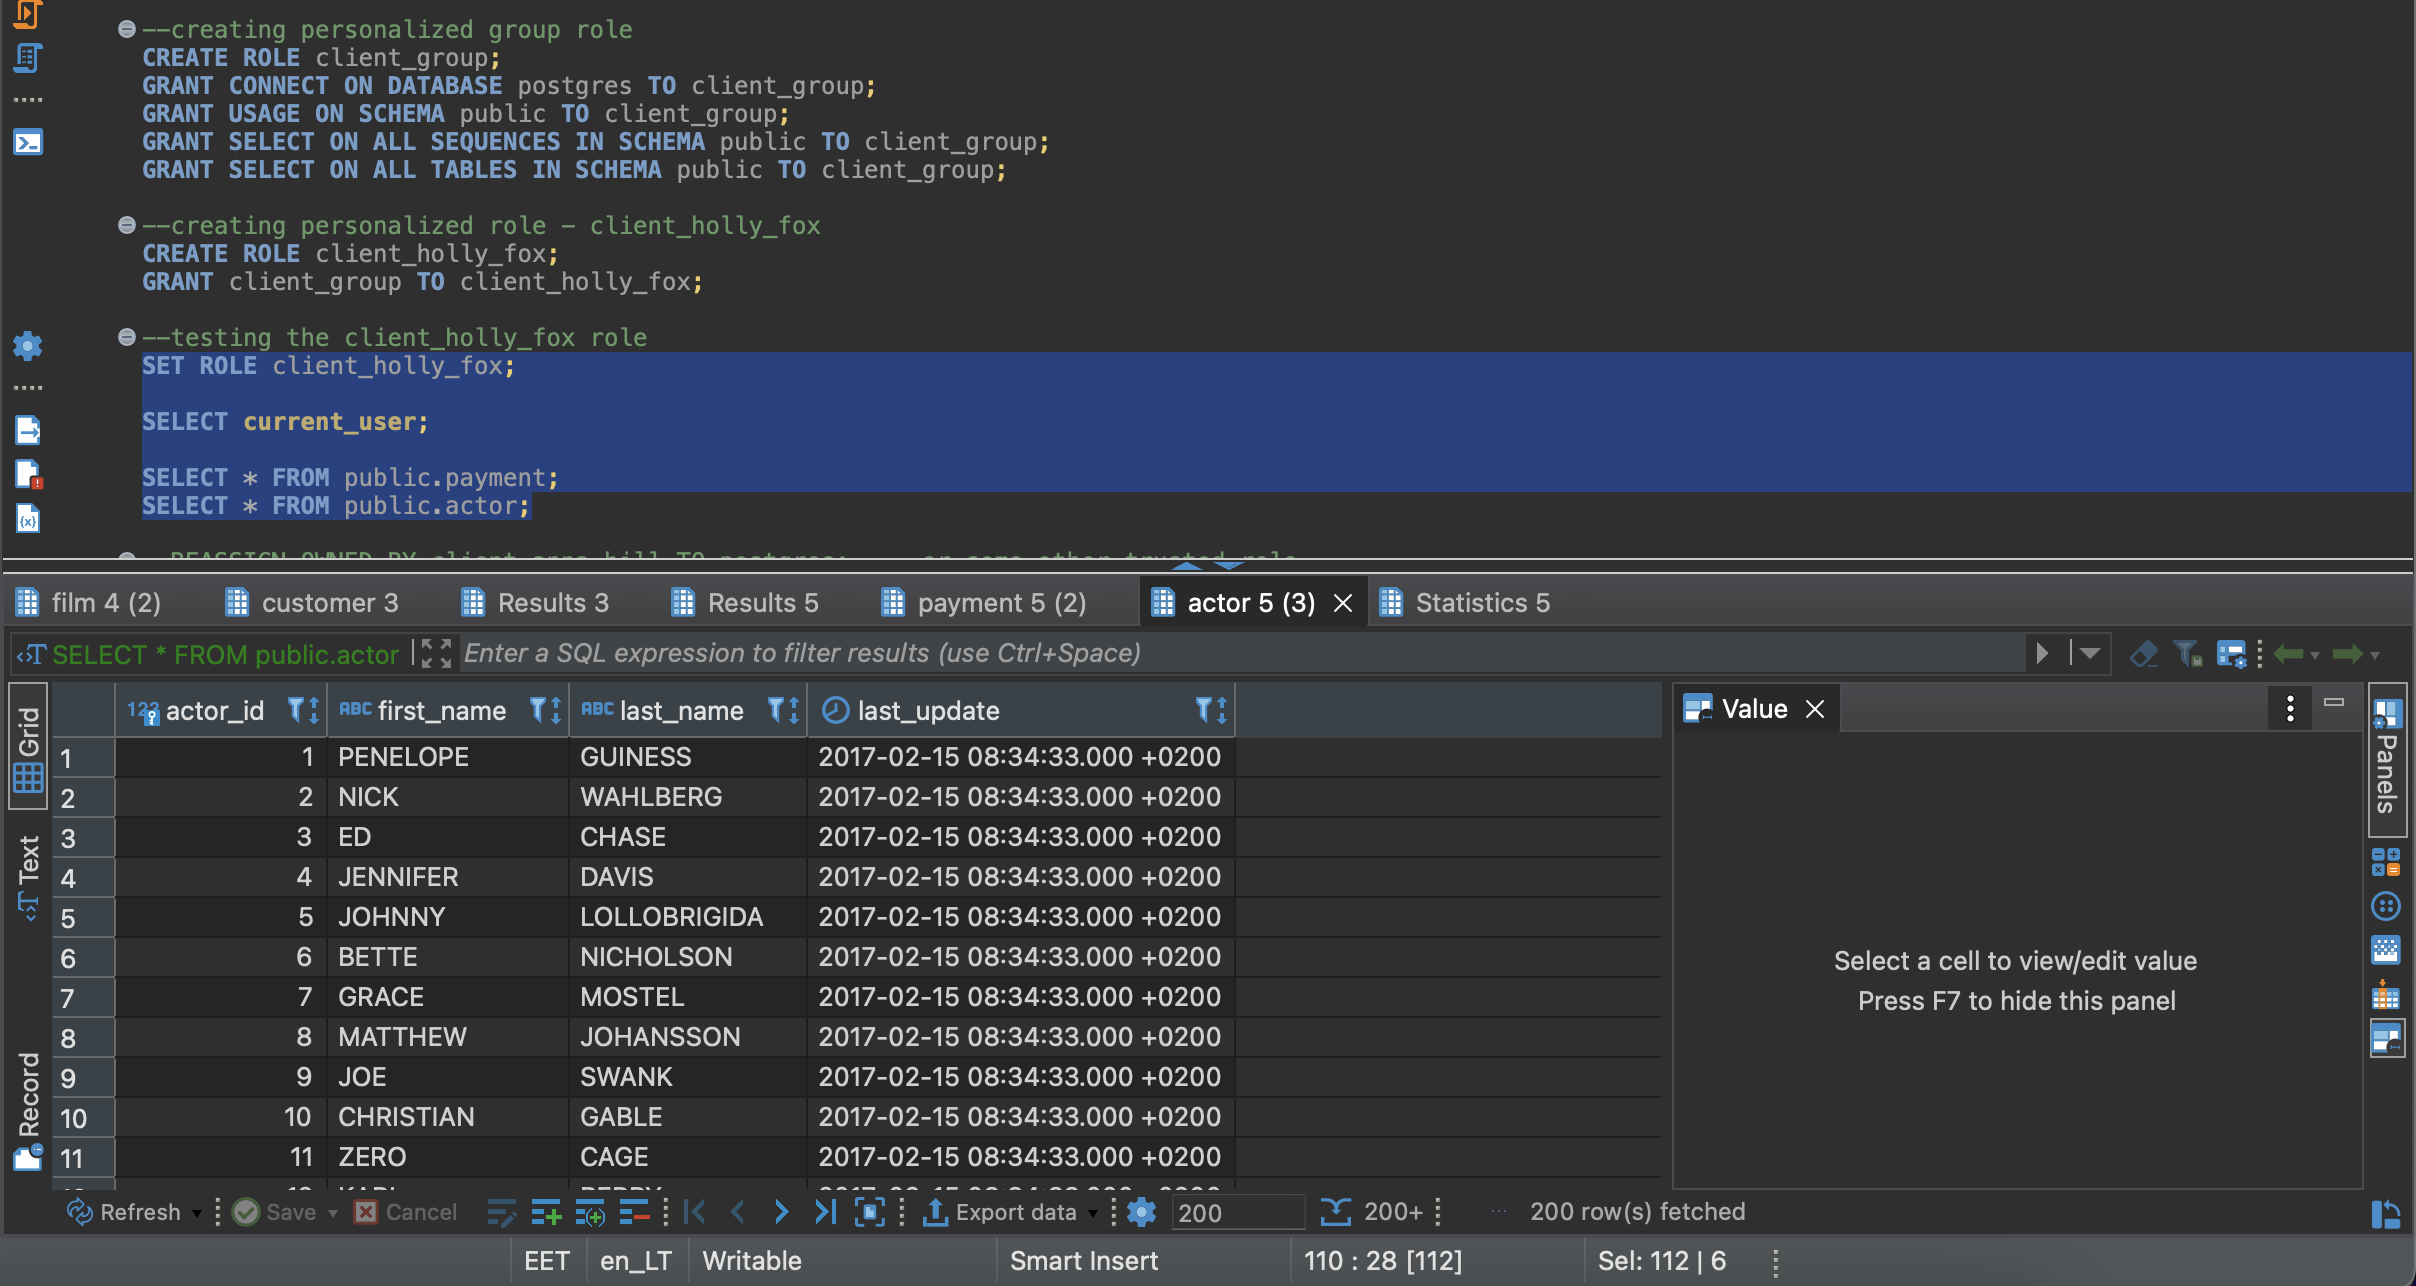 --creating personalized group role
CREATE ROLE client_group;
GRANT CONNECT ON DATABASE postgres TO client_group;
GRANT USAGE ON SCHEMA public TO client_group;
GRANT SELECT ON ALL SEQUENCES IN SCHEMA public TO client_group;
GRANT SELECT ON ALL TABLES IN SCHEMA public TO client_group;
--creating personalized role - client_holly_fox
CREATE ROLE client_holly_fox;
GRANT client_group TO client_holly_fox;
--testing the client_holly_fox role
SET ROLE client_holly_fox;
SELECT current_user;
SELECT * FROM public.payment;
SELECT * FROM public.actor;
film 4 (2) customer 3 Results 3 Results 5 payment 5 (2) actor 5 (3) Statistics 5
SELECT * FROM public.actor Enter a SQL expression to filter results (use Ctrl+Space)
Grid
Text
Record
actor_id first_name last_name last_update
1 1 PENELOPE GUINESS 2017-02-15 08:34:33.000 +0200
2 2 NICK WAHLBERG 2017-02-15 08:34:33.000 +0200
3 3 ED CHASE 2017-02-15 08:34:33.000 +0200
4 4 JENNIFER DAVIS 2017-02-15 08:34:33.000 +0200
5 5 JOHNNY LOLLOBRIGIDA 2017-02-15 08:34:33.000 +0200
6 6 BETTE NICHOLSON 2017-02-15 08:34:33.000 +0200
7 7 GRACE MOSTEL 2017-02-15 08:34:33.000 +0200
8 8 MATTHEW JOHANSSON 2017-02-15 08:34:33.000 +0200
9 9 JOE SWANK 2017-02-15 08:34:33.000 +0200
10 10 CHRISTIAN GABLE 2017-02-15 08:34:33.000 +0200
11 11 ZERO CAGE 2017-02-15 08:34:33.000 +0200
Value
Select a cell to view/edit value
Press F7 to hide this panel
Panels
Refresh Save Cancel Export data 200 200+ 200 row(s) fetched
EET en_LT Writable Smart Insert 110 : 28 [112] Sel: 112 | 6